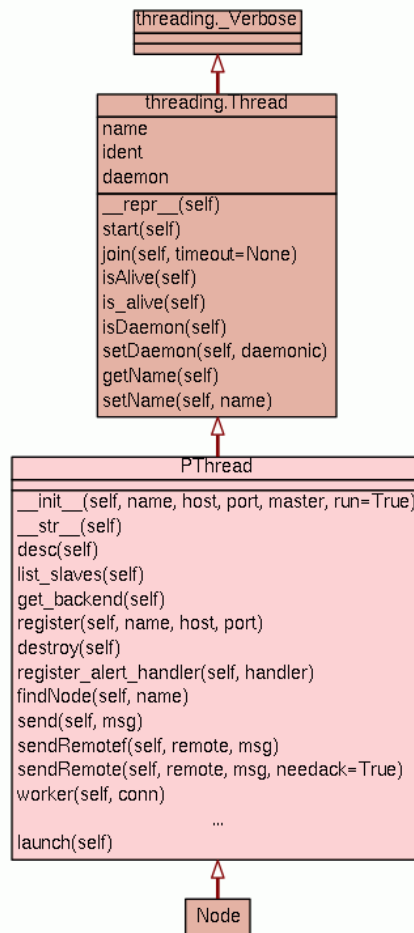 threading._Verbose
threading.Thread
name
ident
daemon
__repr__(self)
start(self)
join(self, timeout=None)
isAlive(self)
is_alive(self)
isDaemon(self)
setDaemon(self, daemonic)
getName(self)
setName(self, name)
PThread
__init__(self, name, host, port, master, run=True)
__str__(self)
desc(self)
list_slaves(self)
get_backend(self)
register(self, name, host, port)
destroy(self)
register_alert_handler(self, handler)
findNode(self, name)
send(self, msg)
sendRemotef(self, remote, msg)
sendRemote(self, remote, msg, needack=True)
worker(self, conn)
...
launch(self)
Node